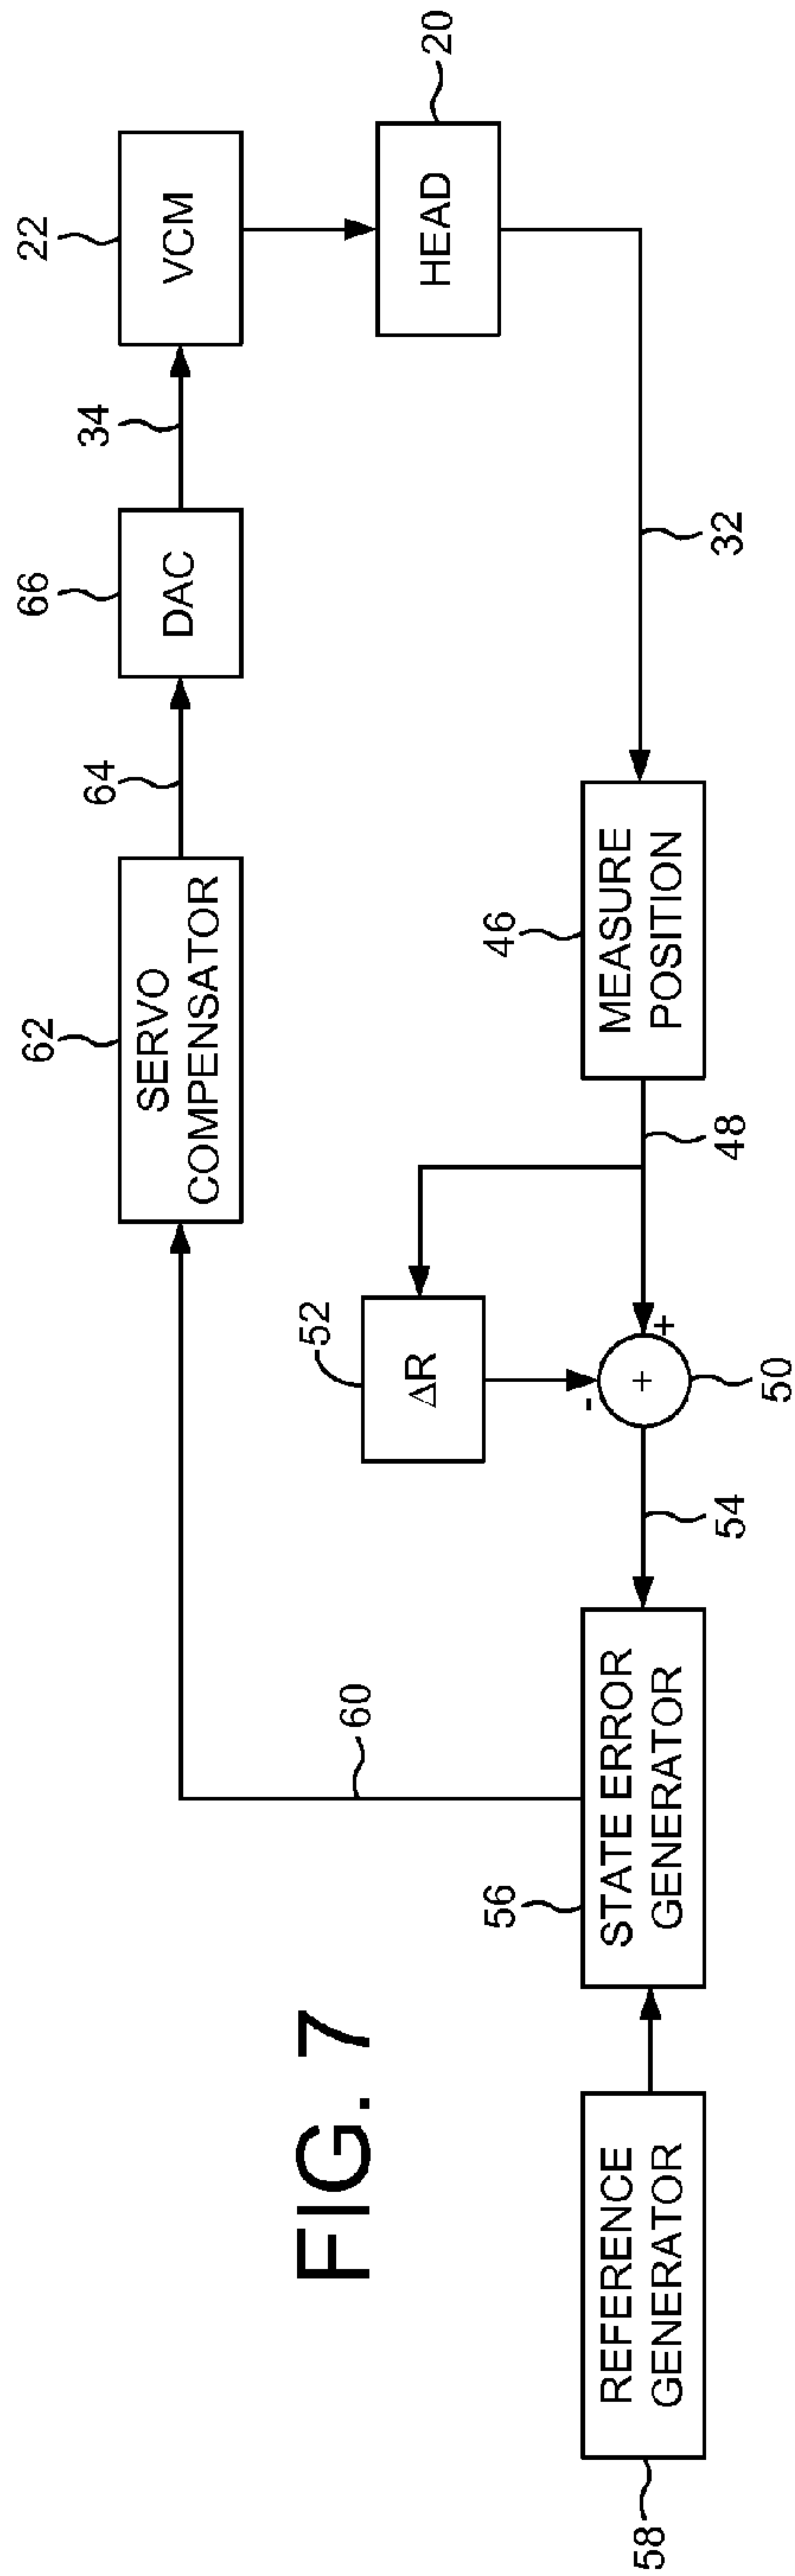 62
66
22
64
34
SERVO
COMPENSATOR
DAC
VCM
FIG. 7
60
52
20
ΔR
HEAD
56
46
-
+
+
REFERENCE
GENERATOR
STATE ERROR
GENERATOR
MEASURE
POSITION
58
54
50
48
32